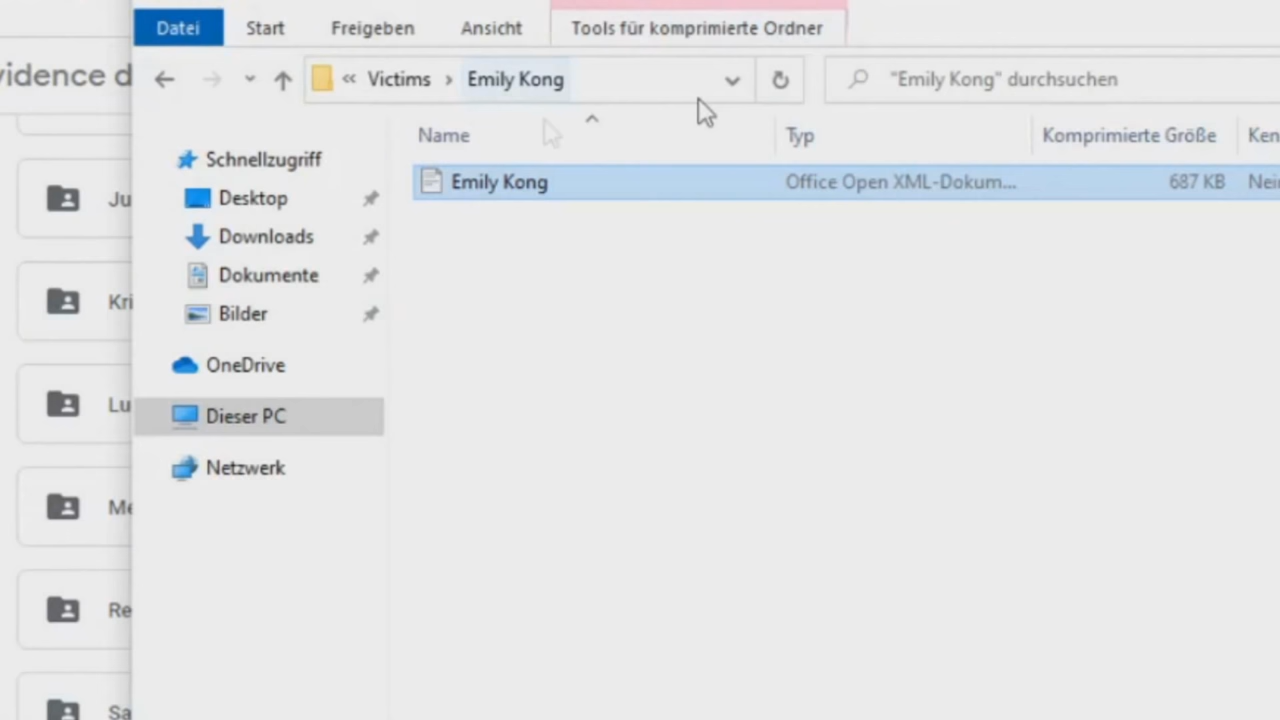 Datei Start Freigeben Ansicht Tools für komprimierte Ordner
vidence d
« Victims › Emily Kong
"Emily Kong" durchsuchen
Name Typ Komprimierte Größe Ken
Emily Kong Office Open XML-Dokum... 687 KB Nein
Schnellzugriff
Desktop
Downloads
Dokumente
Bilder
OneDrive
Dieser PC
Netzwerk
Ju
Kri
Lu
Me
Re
Sa